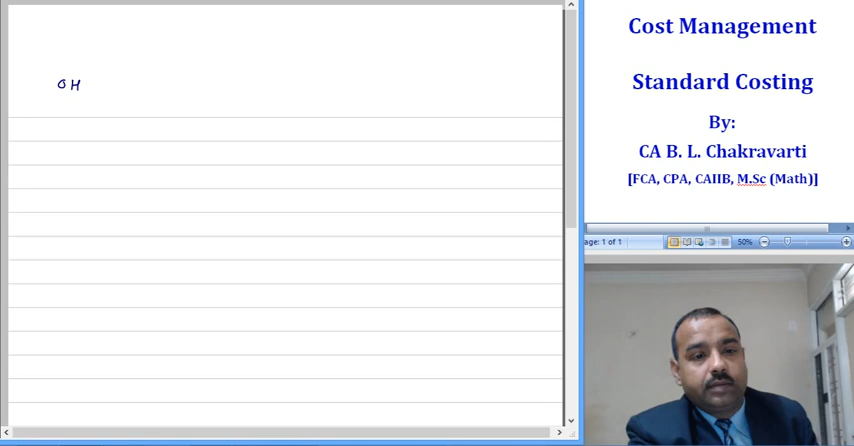 OH
Cost Management
Standard Costing
By:
CA B. L. Chakravarti
[FCA, CPA, CAIIB, M.Sc (Math)]
age: 1 of 1
50%